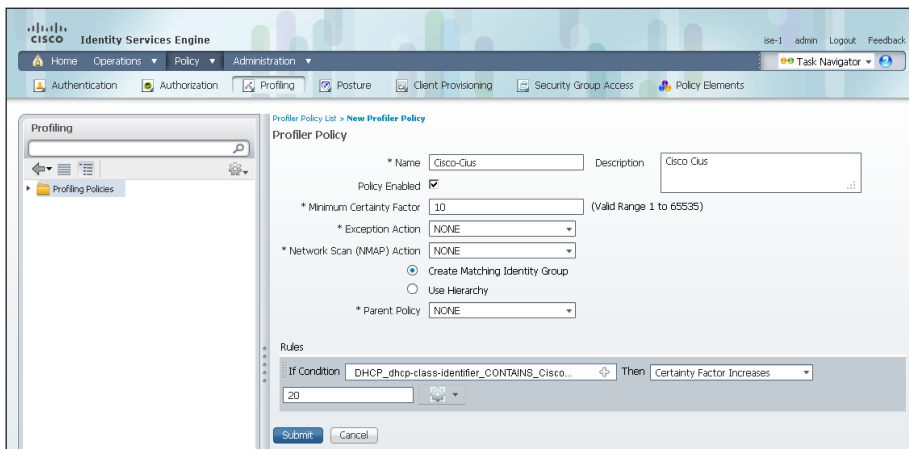 CISCO Identity Services Engine
ise-1 admin Logout Feedback
Home Operations Policy Administration
Task Navigator
Authentication Authorization Profiling Posture Client Provisioning Security Group Access Policy Elements
Profiling
Profiling Policies
Profiler Policy List > New Profiler Policy
Profiler Policy
* Name Cisco-Cius Description Cisco Cius
Policy Enabled
* Minimum Certainty Factor 10 (Valid Range 1 to 65535)
* Exception Action NONE
* Network Scan (NMAP) Action NONE
Create Matching Identity Group
Use Hierarchy
* Parent Policy NONE
Rules
If Condition DHCP_dhcp-class-identifier_CONTAINS_Cisco... Then Certainty Factor Increases
20
Submit Cancel